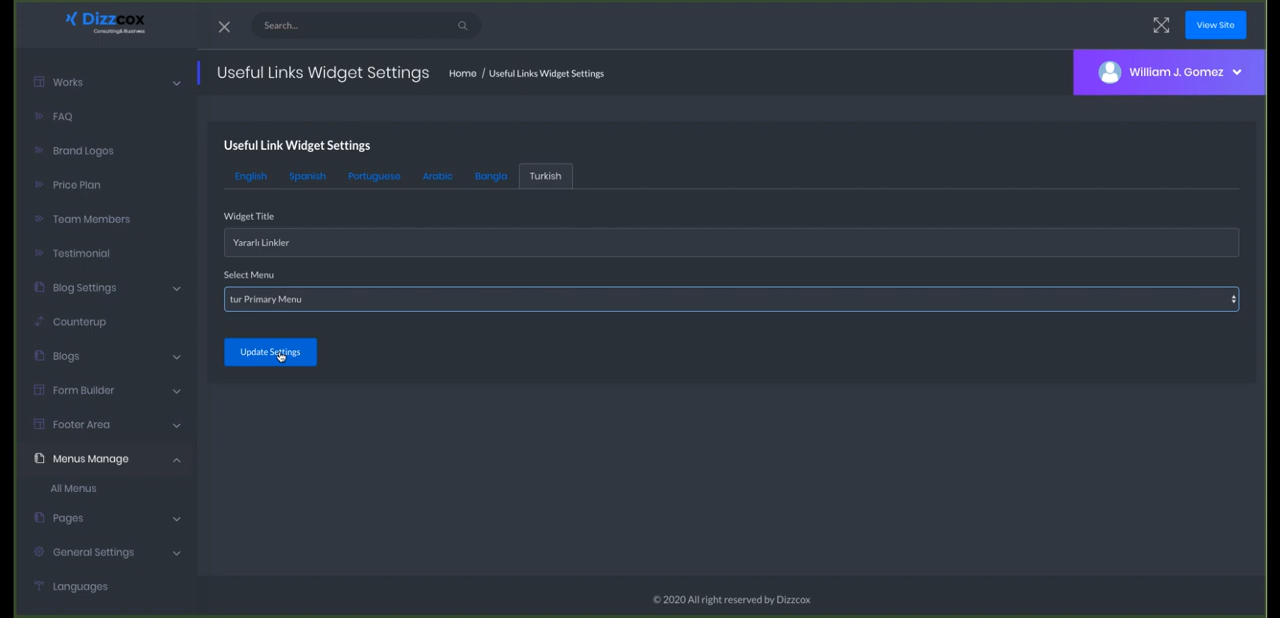 Dizzcox
Consulting & Business
Search...
View Site
Useful Links Widget Settings
Home / Useful Links Widget Settings
William J. Gomez
Works
FAQ
Brand Logos
Price Plan
Team Members
Testimonial
Blog Settings
Counterup
Blogs
Form Builder
Footer Area
Menus Manage
All Menus
Pages
General Settings
Languages
Useful Link Widget Settings
English Spanish Portuguese Arabic Bangla Turkish
Widget Title
Yararlı Linkler
Select Menu
tur Primary Menu
Update Settings
© 2020 All right reserved by Dizzcox